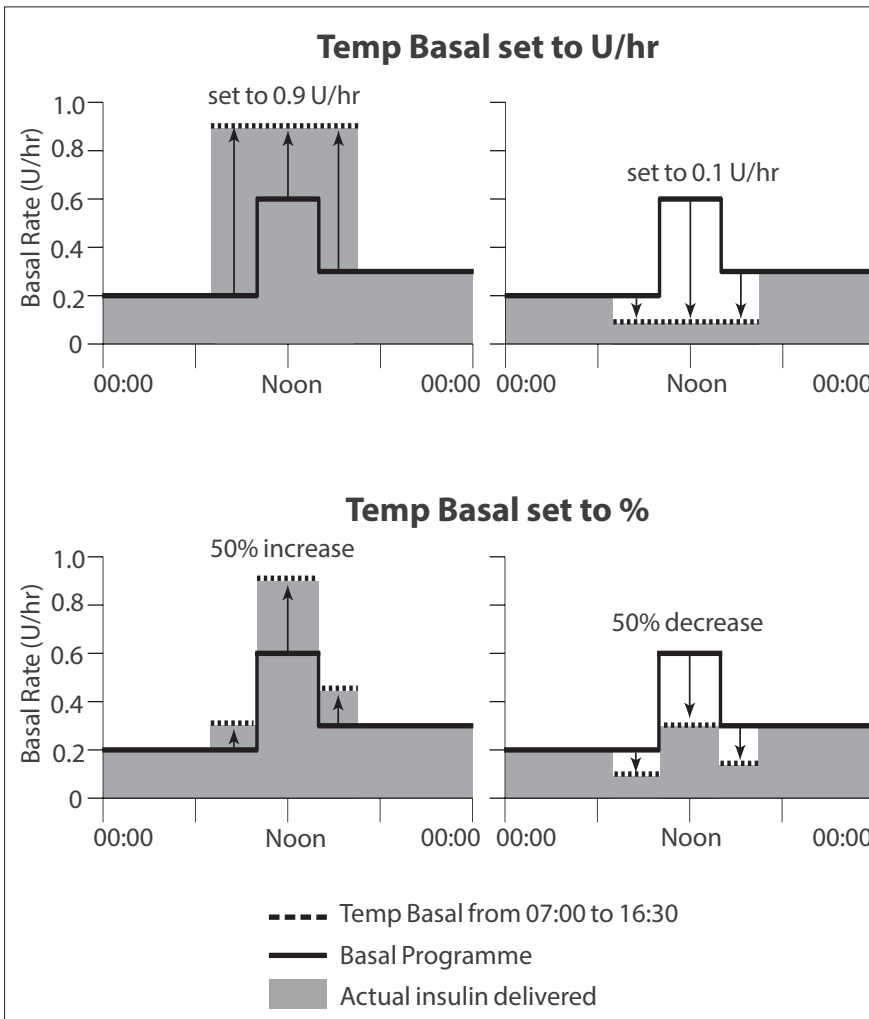 Temp Basal set to U/hr
set to 0.9 U/hr
Basal Rate (U/hr)
1.0
0.8
0.6
0.4
0.2
0
00:00 Noon 00:00
set to 0.1 U/hr
00:00 Noon 00:00
Temp Basal set to %
50% increase
Basal Rate (U/hr)
1.0
0.8
0.6
0.4
0.2
0
00:00 Noon 00:00
50% decrease
00:00 Noon 00:00
Temp Basal from 07:00 to 16:30
Basal Programme
Actual insulin delivered